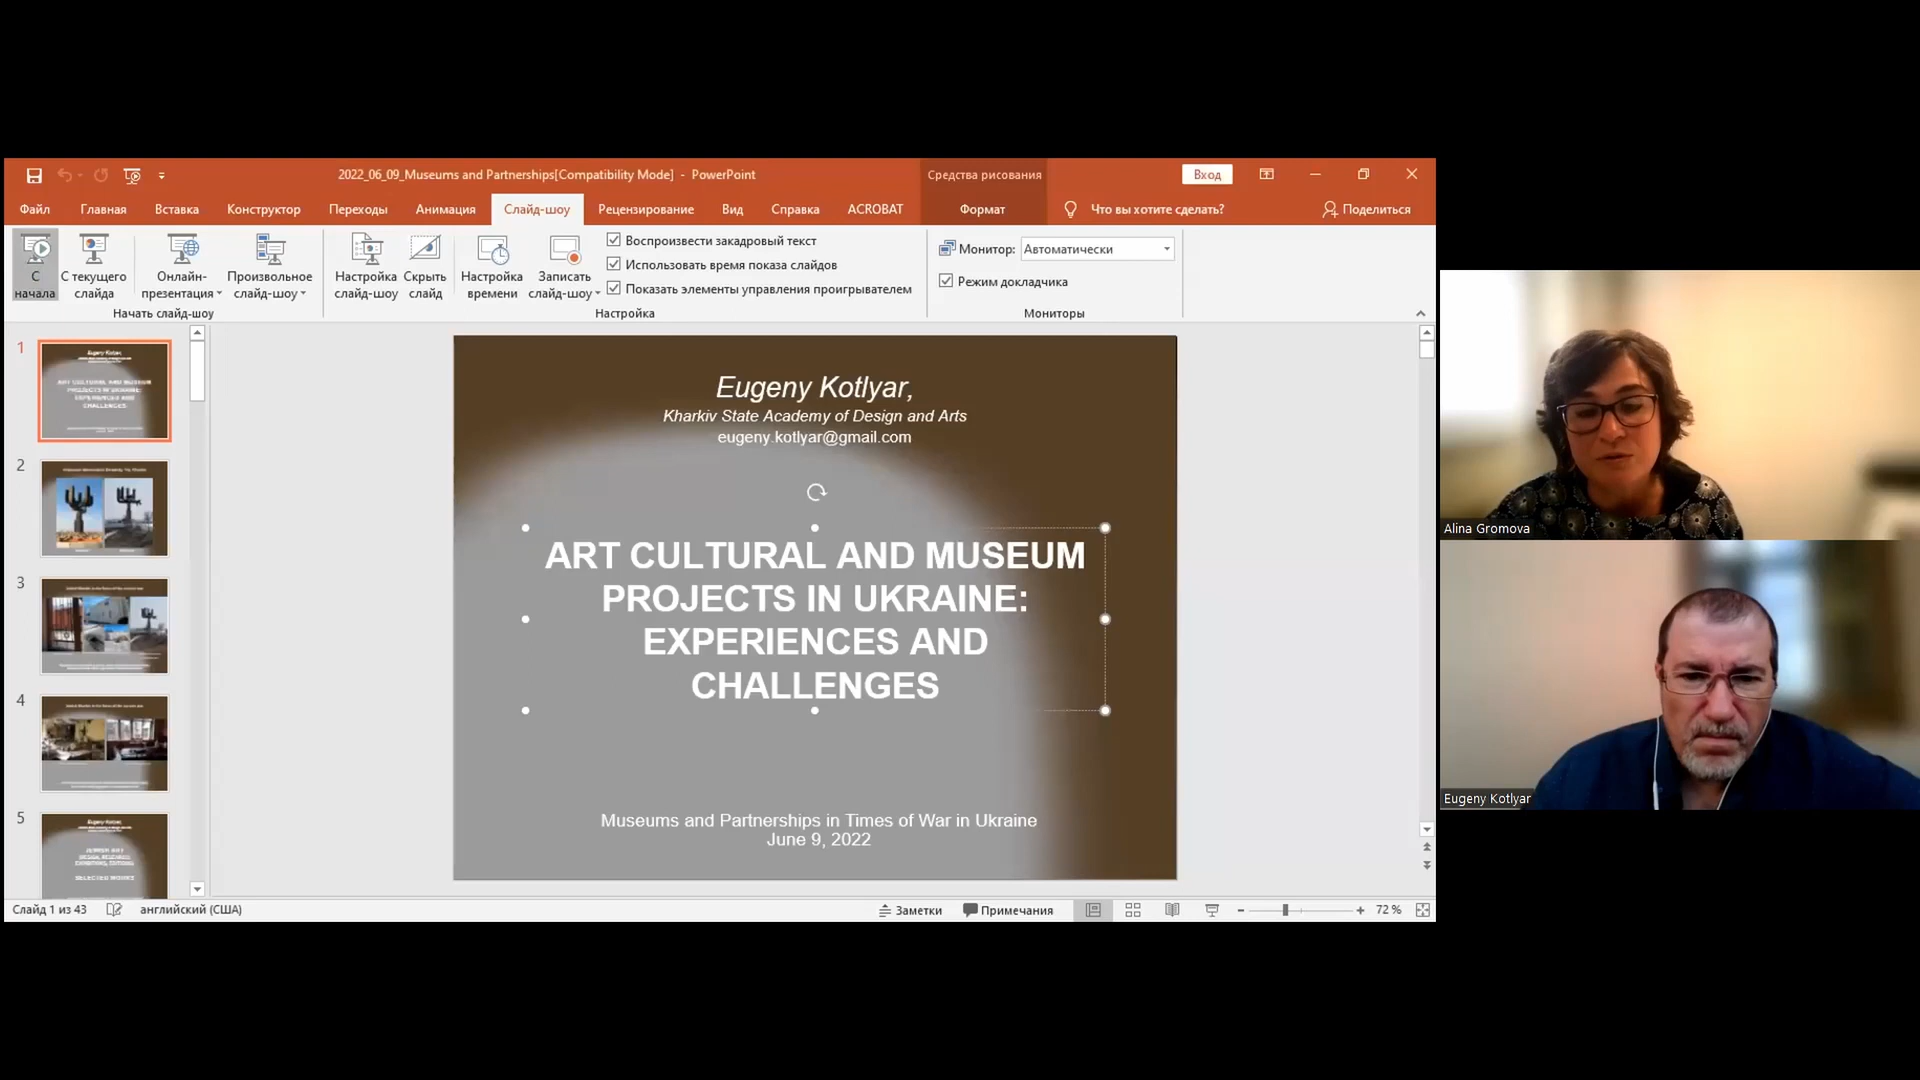 2022_06_09_Museums and Partnerships[Compatibility Mode] - PowerPoint
Средства рисования
Вход
Файл
Главная
Вставка
Конструктор
Переходы
Анимация
Слайд-шоу
Рецензирование
Вид
Справка
ACROBAT
Формат
Что вы хотите сделать?
Поделиться
С начала
С текущего слайда
Онлайн-презентация
Произвольное слайд-шоу
Начать слайд-шоу
Настройка слайд-шоу
Скрыть слайд
Настройка времени
Записать слайд-шоу
Воспроизвести закадровый текст
Использовать время показа слайдов
Показать элементы управления проигрывателем
Настройка
Монитор: Автоматически
Режим докладчика
Мониторы
1
2
3
4
5
Eugeny Kotlyar,
Kharkiv State Academy of Design and Arts
eugeny.kotlyar@gmail.com
ART CULTURAL AND MUSEUM
PROJECTS IN UKRAINE:
EXPERIENCES AND
CHALLENGES
Museums and Partnerships in Times of War in Ukraine
June 9, 2022
Слайд 1 из 43
английский (США)
Заметки
Примечания
72 %
Alina Gromova
Eugeny Kotlyar